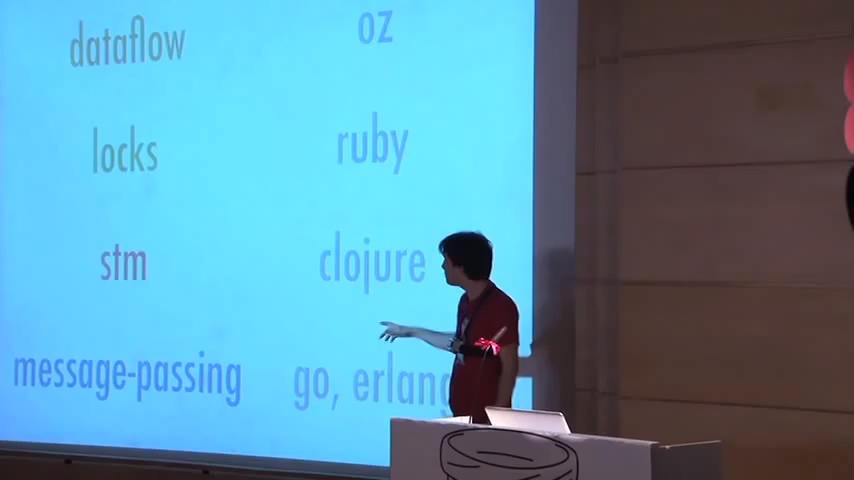 dataflow oz
locks ruby
stm clojure
message-passing go, erlang